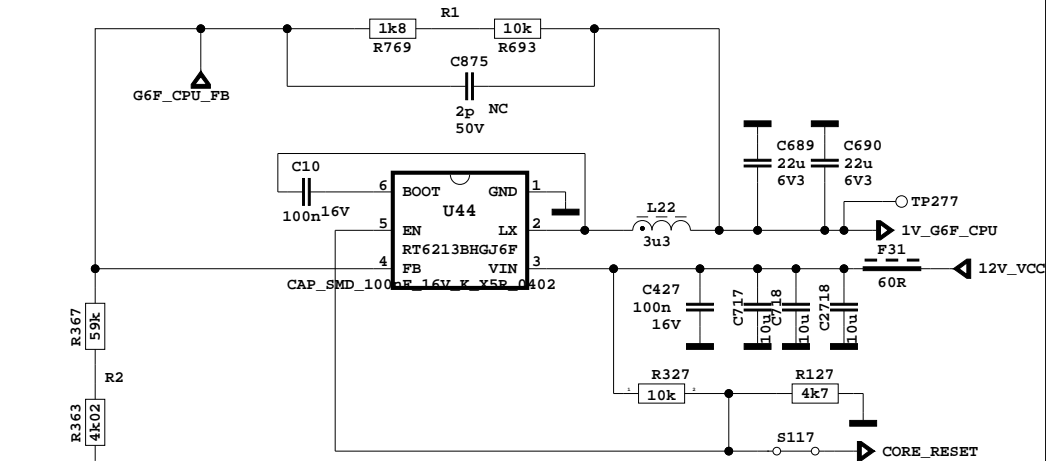 R1
1k8
10k
R769
R693
C875
G6F_CPU_FB
2p
NC
50V
C689
C690
22u
22u
6V3
6V3
C10
6
BOOT
GND
1
100n
16V
U44
TP277
5
EN
LX
2
L22
1V_G6F_CPU
RT6213BHGJ6F
3u3
F31
4
FB
VIN
3
12V_VCC
CAP_SMD_100nF_16V_K_X5R_0402
60R
C427
100n
16V
C717
10u
C718
10u
C2718
10u
R367
59k
R2
R327
R127
1
10k
2
4k7
R363
4k02
S117
CORE_RESET